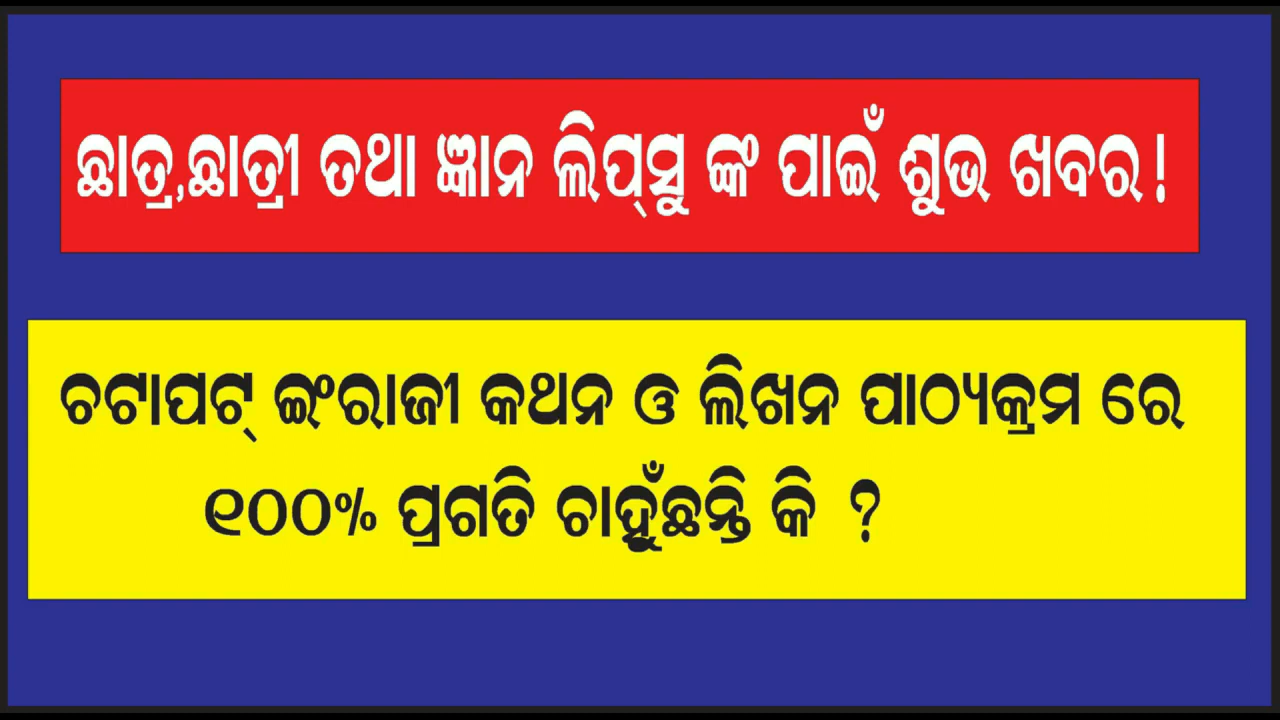 ଛାତ୍ର,ଛାତ୍ରୀ ତଥା ଜ୍ଞାନ ଲିପ୍‌ସୁ ଙ୍କ ପାଇଁ ଶୁଭ ଖବର!
ଚଟାପଟ୍ ଇଂରାଜୀ କଥନ ଓ ଲିଖନ ପାଠ୍ୟକ୍ରମ ରେ
୧୦୦% ପ୍ରଗତି ଚାହୁଁଛନ୍ତି କି ?